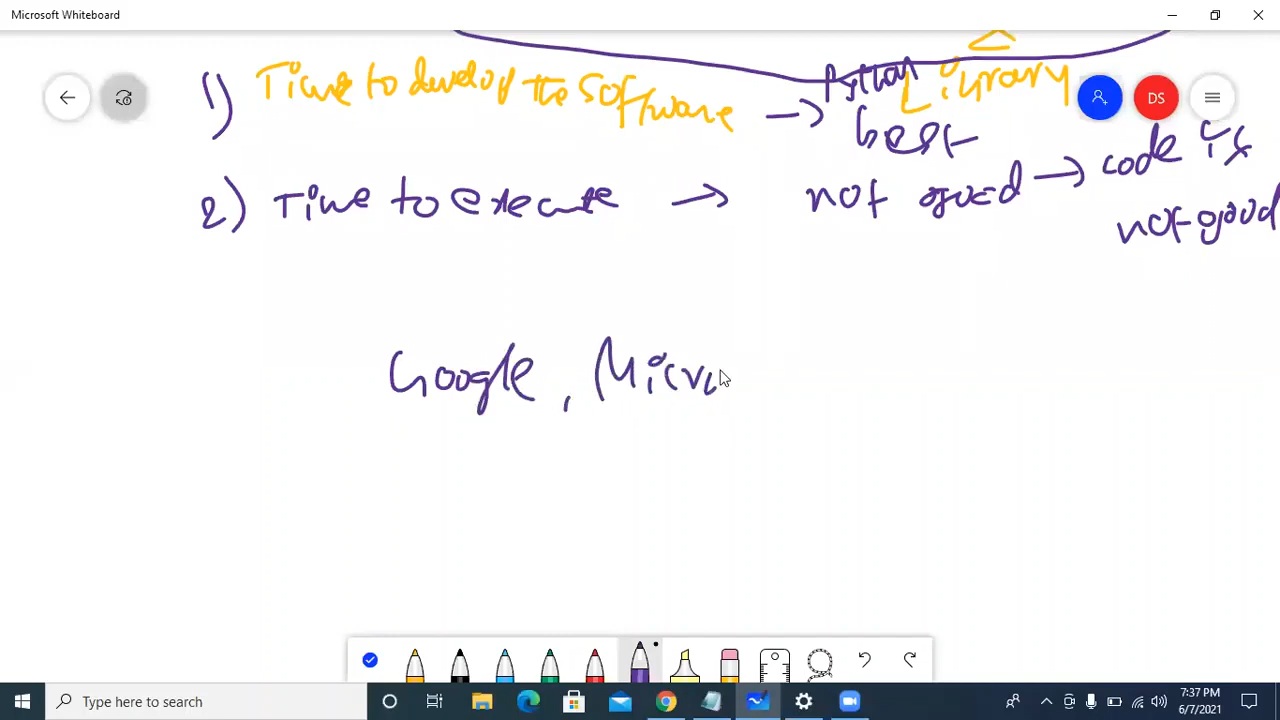 Microsoft Whiteboard
Python Library
1) Time to develop the Software → best
DS
2) Time to execute → not good → code is
not good
Google, Micro
Type here to search
7:37 PM
6/7/2021